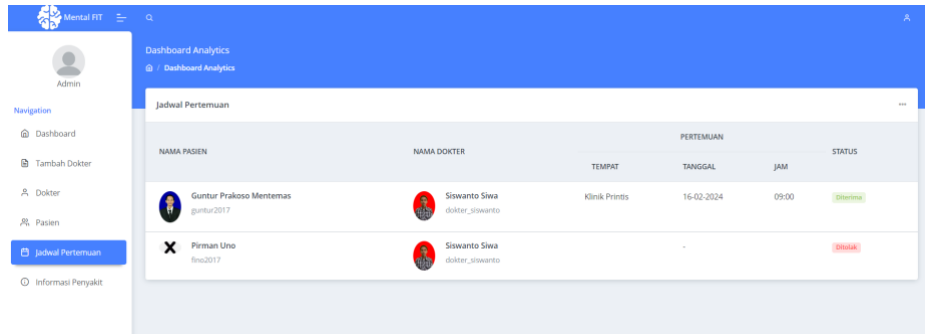 Mental FIT
Dashboard Analytics
/ Dashboard Analytics
Admin
Navigation
Dashboard
Tambah Dokter
Dokter
Pasien
Jadwal Pertemuan
Informasi Penyakit
Jadwal Pertemuan
NAMA PASIEN
NAMA DOKTER
PERTEMUAN
STATUS
TEMPAT TANGGAL JAM
Guntur Prakoso Mentemas Siswanto Siwa Klinik Printis 16-02-2024 09:00 Diterima
guntur2017 dokter_siswanto
Pirman Uno Siswanto Siwa - Ditolak
fino2017 dokter_siswanto